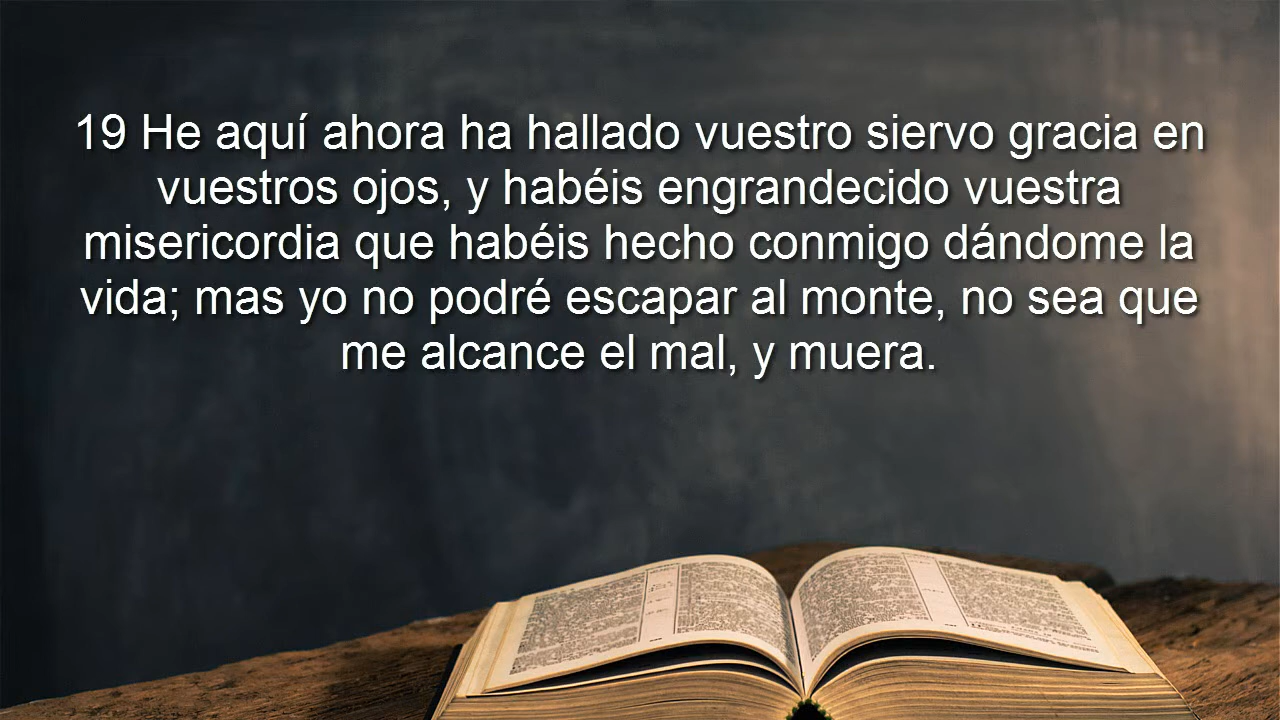 19 He aquí ahora ha hallado vuestro siervo gracia en
vuestros ojos, y habéis engrandecido vuestra
misericordia que habéis hecho conmigo dándome la
vida; mas yo no podré escapar al monte, no sea que
me alcance el mal, y muera.